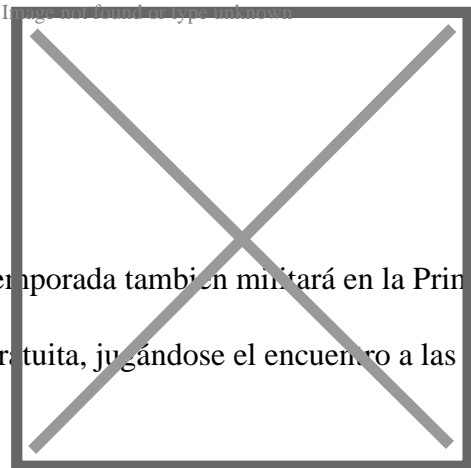 Image not found or type unknown
emporada tambien militará en la Prim
ratuita, jugándose el encuentro a las